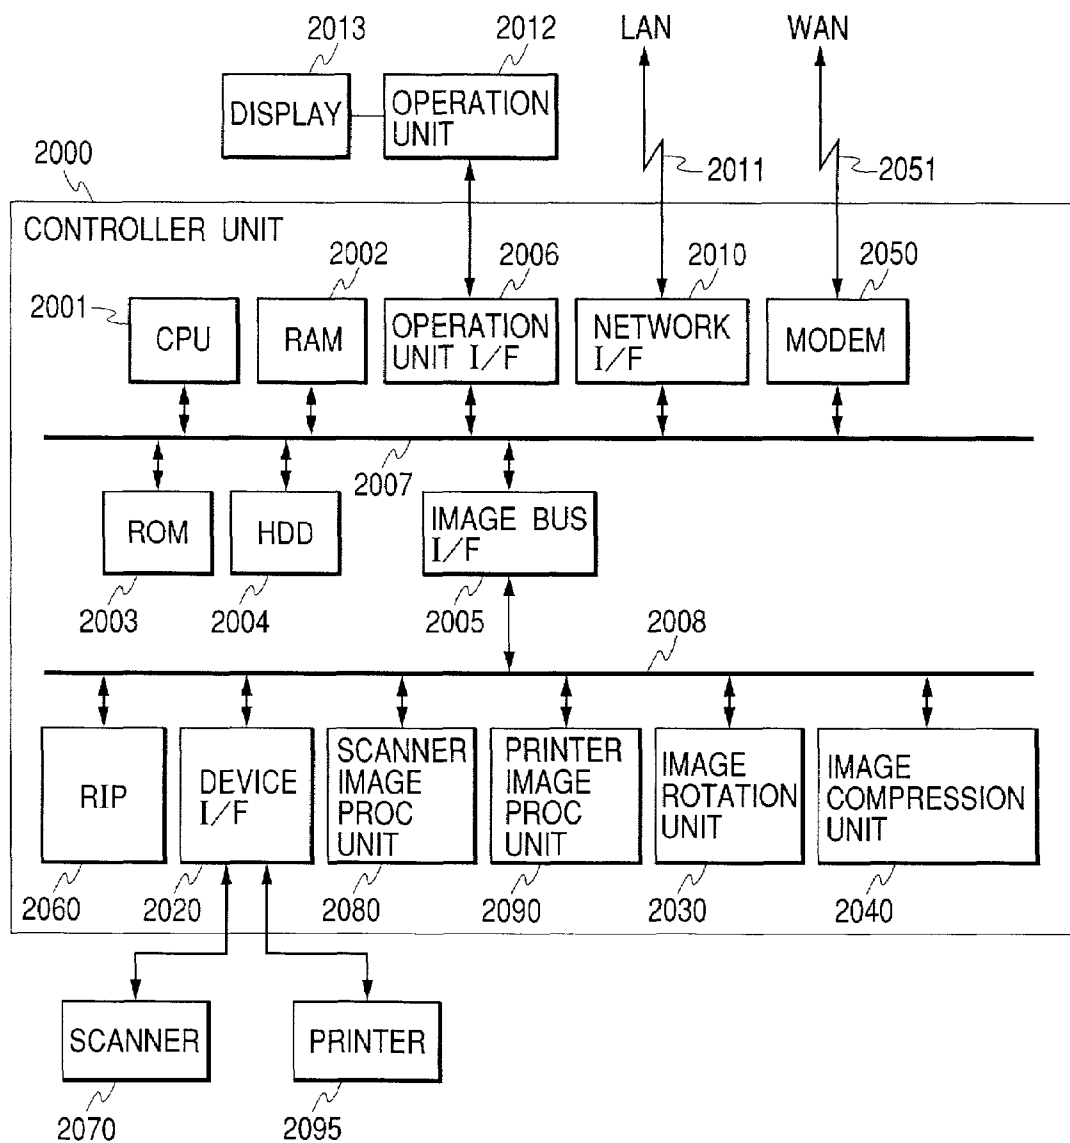 2013
2012
LAN
WAN
DISPLAY
OPERATION
UNIT
2000
2011
2051
CONTROLLER UNIT
2002
2006
2010
2050
2001
CPU
RAM
OPERATION
UNIT I/F
NETWORK
I/F
MODEM
2007
ROM
HDD
IMAGE BUS
I/F
2003
2004
2005
2008
RIP
DEVICE
I/F
SCANNER
IMAGE
PROC
UNIT
PRINTER
IMAGE
PROC
UNIT
IMAGE
ROTATION
UNIT
IMAGE
COMPRESSION
UNIT
2060
2020
2080
2090
2030
2040
SCANNER
PRINTER
2070
2095